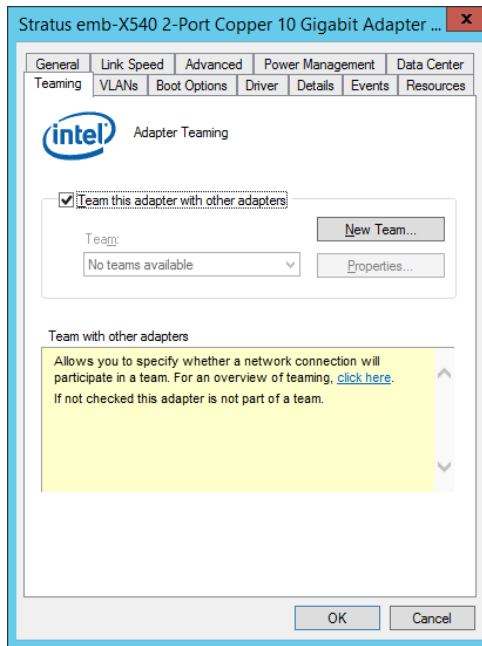 Stratus emb-X540 2-Port Copper 10 Gigabit Adapter ... x
General Link Speed Advanced Power Management Data Center
Teaming VLANs Boot Options Driver Details Events Resources
intel Adapter Teaming
Team this adapter with other adapters
New Team...
Team:
No teams available
Properties...
Team with other adapters
Allows you to specify whether a network connection will
participate in a team. For an overview of teaming, click here.
If not checked this adapter is not part of a team.
OK Cancel